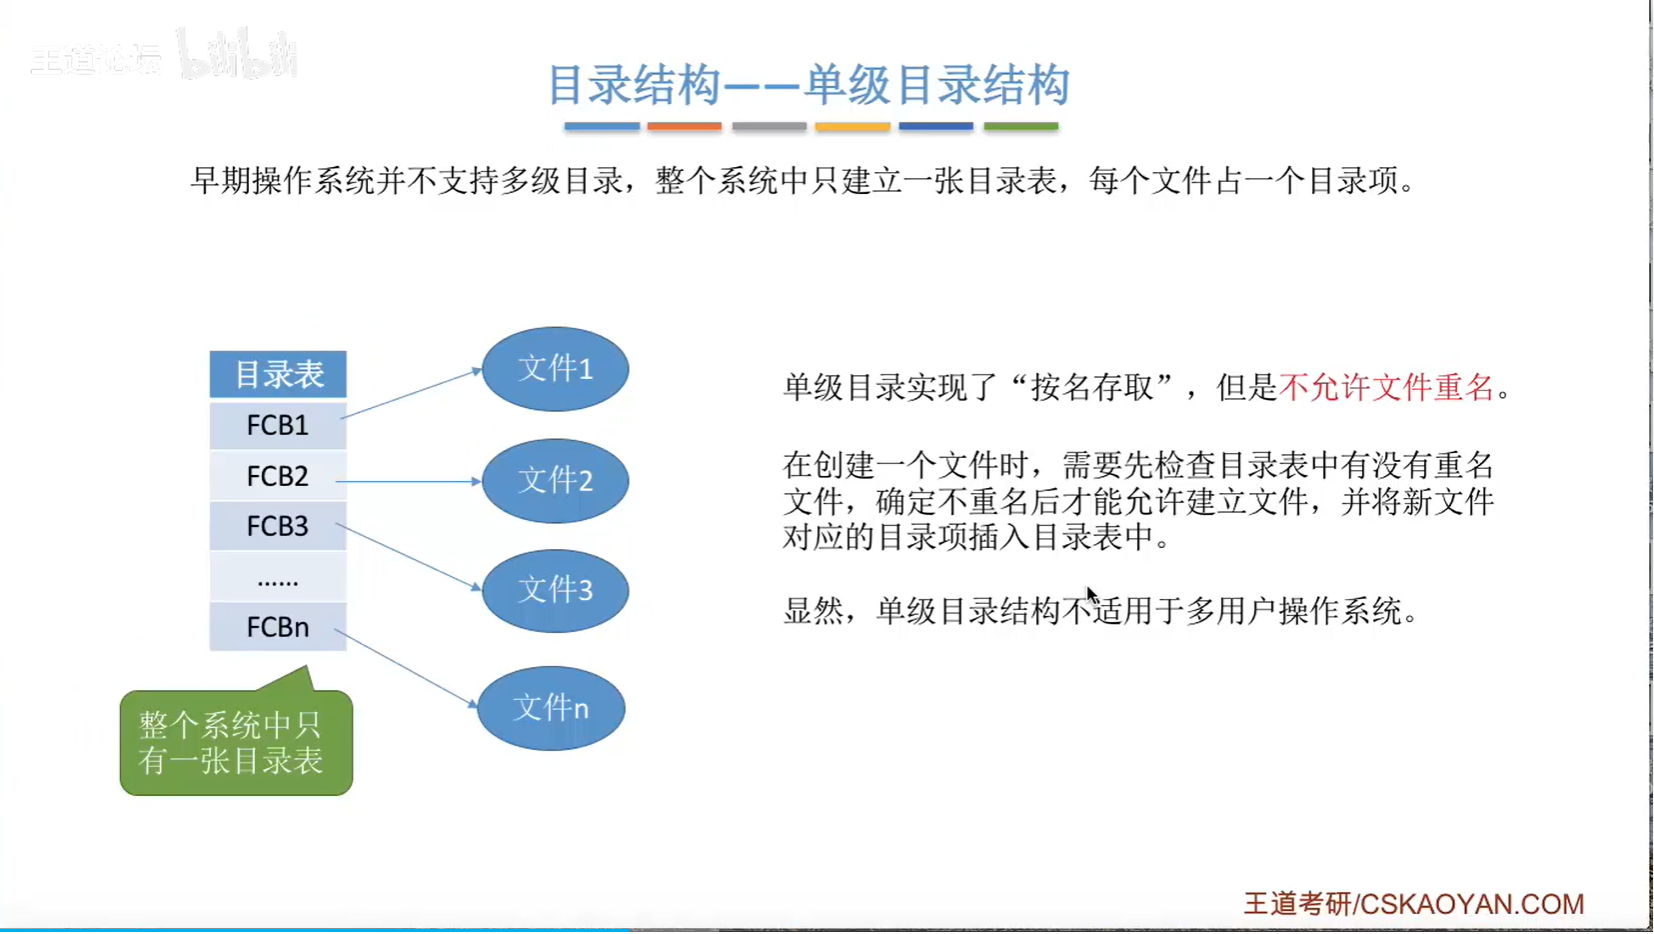 王道论坛 bilibili
目录结构——单级目录结构
早期操作系统并不支持多级目录，整个系统中只建立一张目录表，每个文件占一个目录项。
目录表
FCB1
FCB2
FCB3
……
FCBn
文件1
文件2
文件3
文件n
整个系统中只
有一张目录表
单级目录实现了“按名存取”，但是不允许文件重名。
在创建一个文件时，需要先检查目录表中有没有重名
文件，确定不重名后才能允许建立文件，并将新文件
对应的目录项插入目录表中。
显然，单级目录结构不适用于多用户操作系统。
王道考研/CSKAOYAN.COM